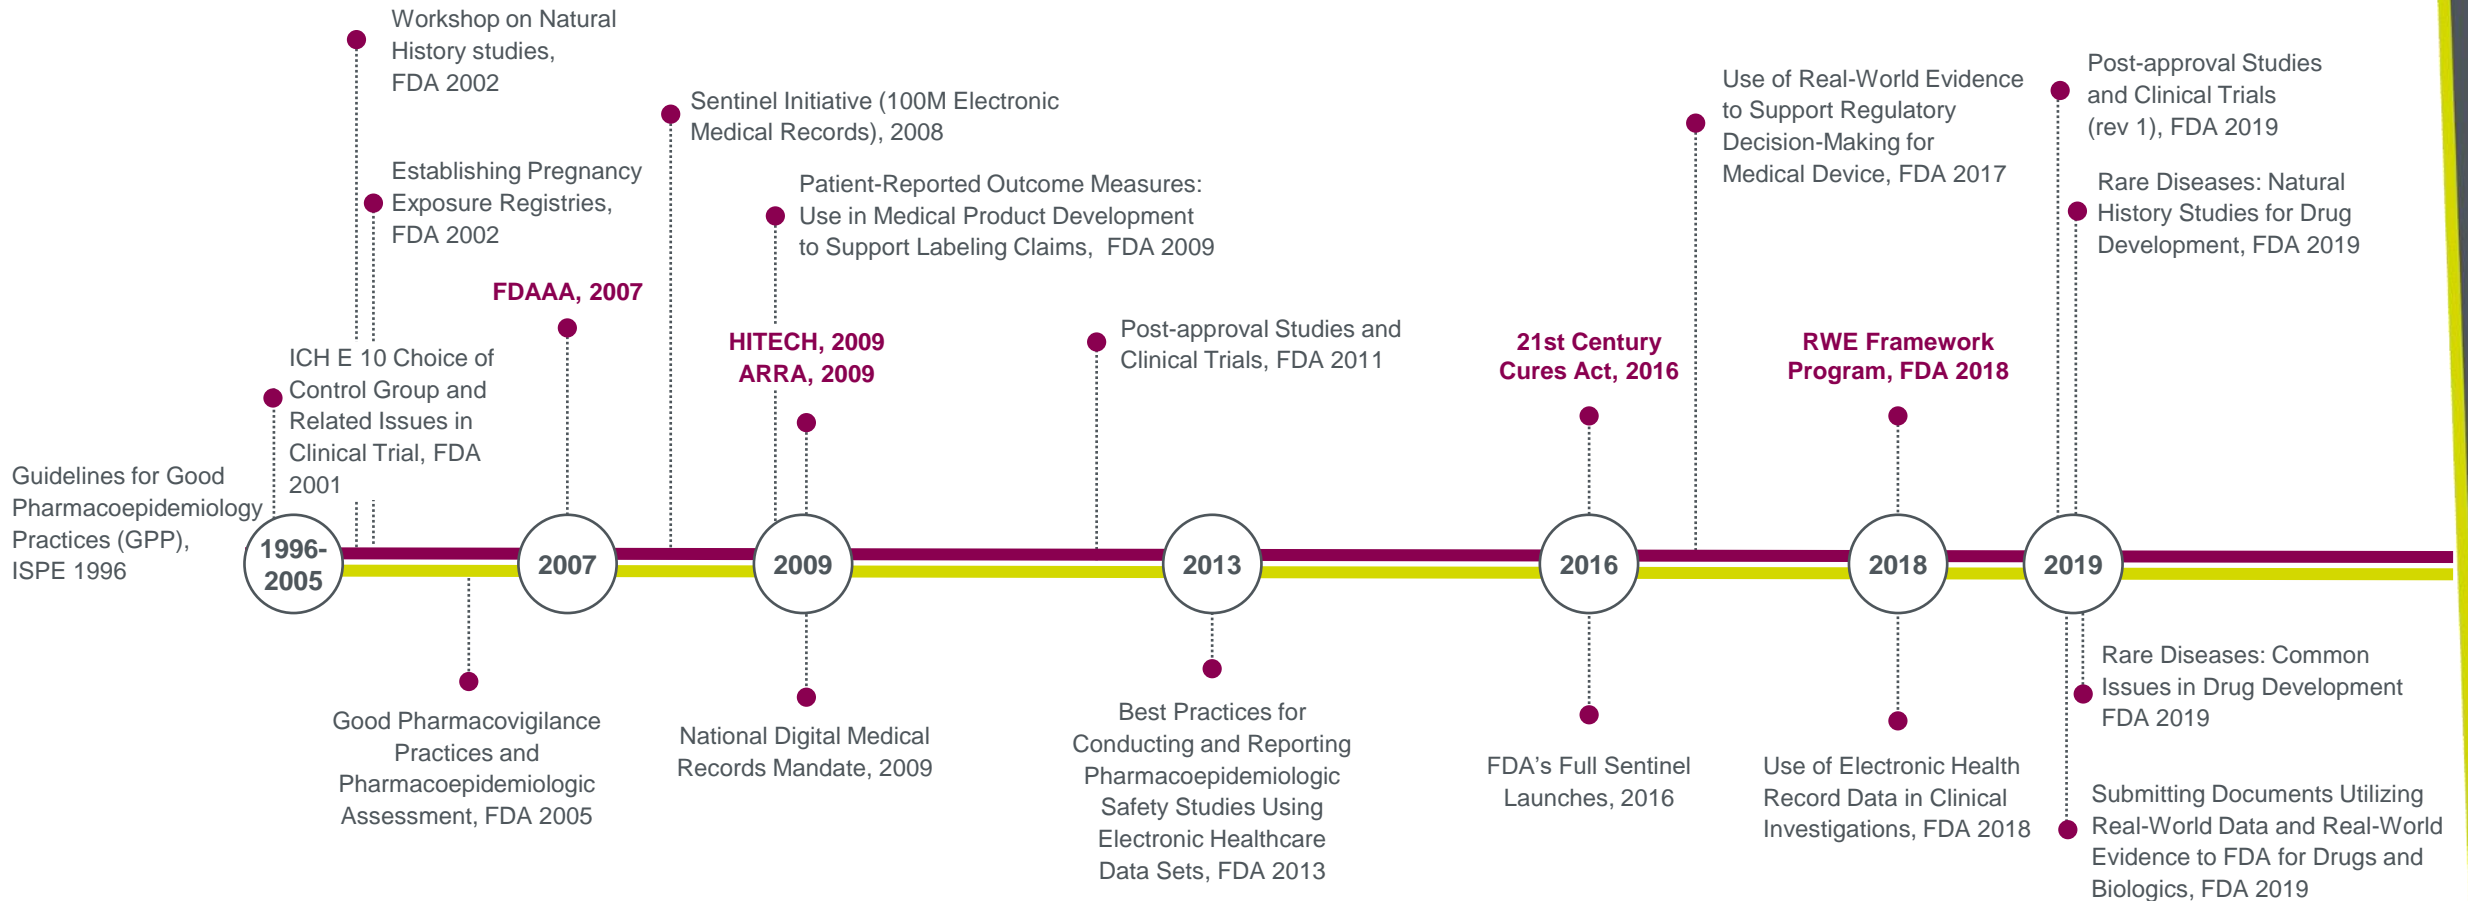 Workshop on Natural
History studies,
FDA 2002
Establishing Pregnancy
Exposure Registries,
FDA 2002
ICH E 10 Choice of
Control Group and
Related Issues in
Clinical Trial, FDA
2001
Guidelines for Good
Pharmacoepidemiology
Practices (GPP),
ISPE 1996
FDAAA, 2007
Sentinel Initiative (100M Electronic
Medical Records), 2008
Patient-Reported Outcome Measures:
Use in Medical Product Development
to Support Labeling Claims,  FDA 2009
HITECH, 2009
ARRA, 2009
Post-approval Studies and
Clinical Trials, FDA 2011
21st Century
Cures Act, 2016
Use of Real-World Evidence
to Support Regulatory
Decision-Making for
Medical Device, FDA 2017
RWE Framework
Program, FDA 2018
Post-approval Studies
and Clinical Trials
(rev 1), FDA 2019
Rare Diseases: Natural
History Studies for Drug
Development, FDA 2019
1996-
2005
2007
2009
2013
2016
2018
2019
Good Pharmacovigilance
Practices and
Pharmacoepidemiologic
Assessment, FDA 2005
National Digital Medical
Records Mandate, 2009
Best Practices for
Conducting and Reporting
Pharmacoepidemiologic
Safety Studies Using
Electronic Healthcare
Data Sets, FDA 2013
FDA's Full Sentinel
Launches, 2016
Use of Electronic Health
Record Data in Clinical
Investigations, FDA 2018
Rare Diseases: Common
Issues in Drug Development
FDA 2019
Submitting Documents Utilizing
Real-World Data and Real-World
Evidence to FDA for Drugs and
Biologics, FDA 2019